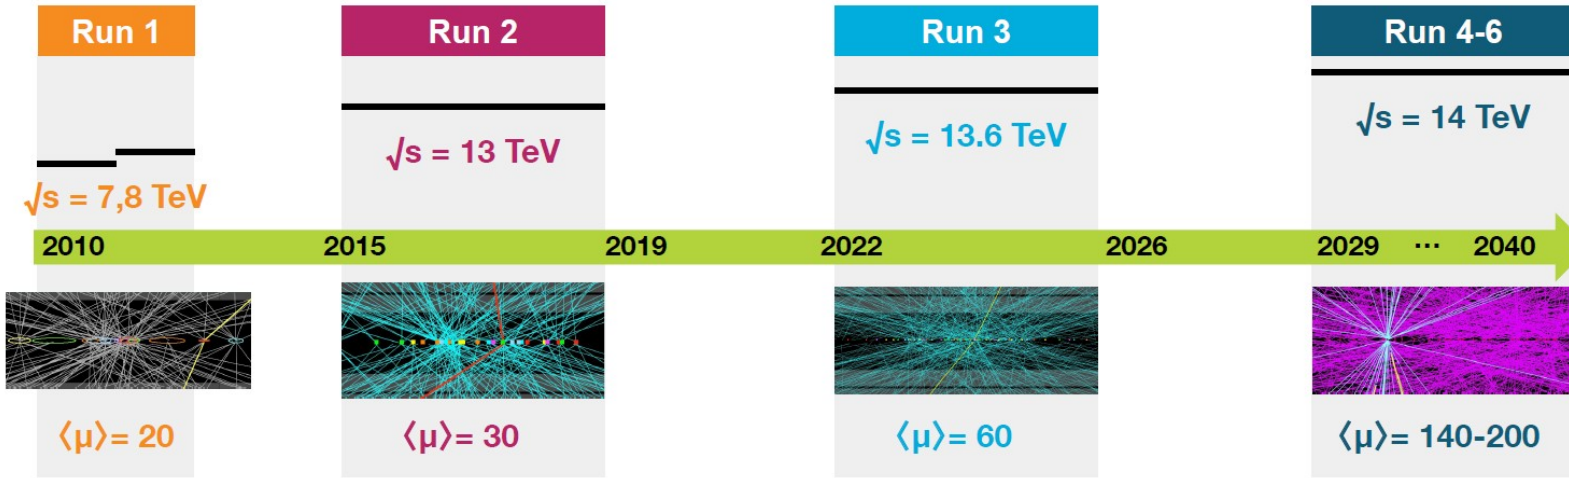 Run 1
Run 2
Run 3
Run 4-6
√s = 7,8 TeV
√s = 13 TeV
√s = 13.6 TeV
√s = 14 TeV
2010 2015 2019 2022 2026 2029 ... 2040
⟨μ⟩= 20
⟨μ⟩= 30
⟨μ⟩= 60
⟨μ⟩= 140-200